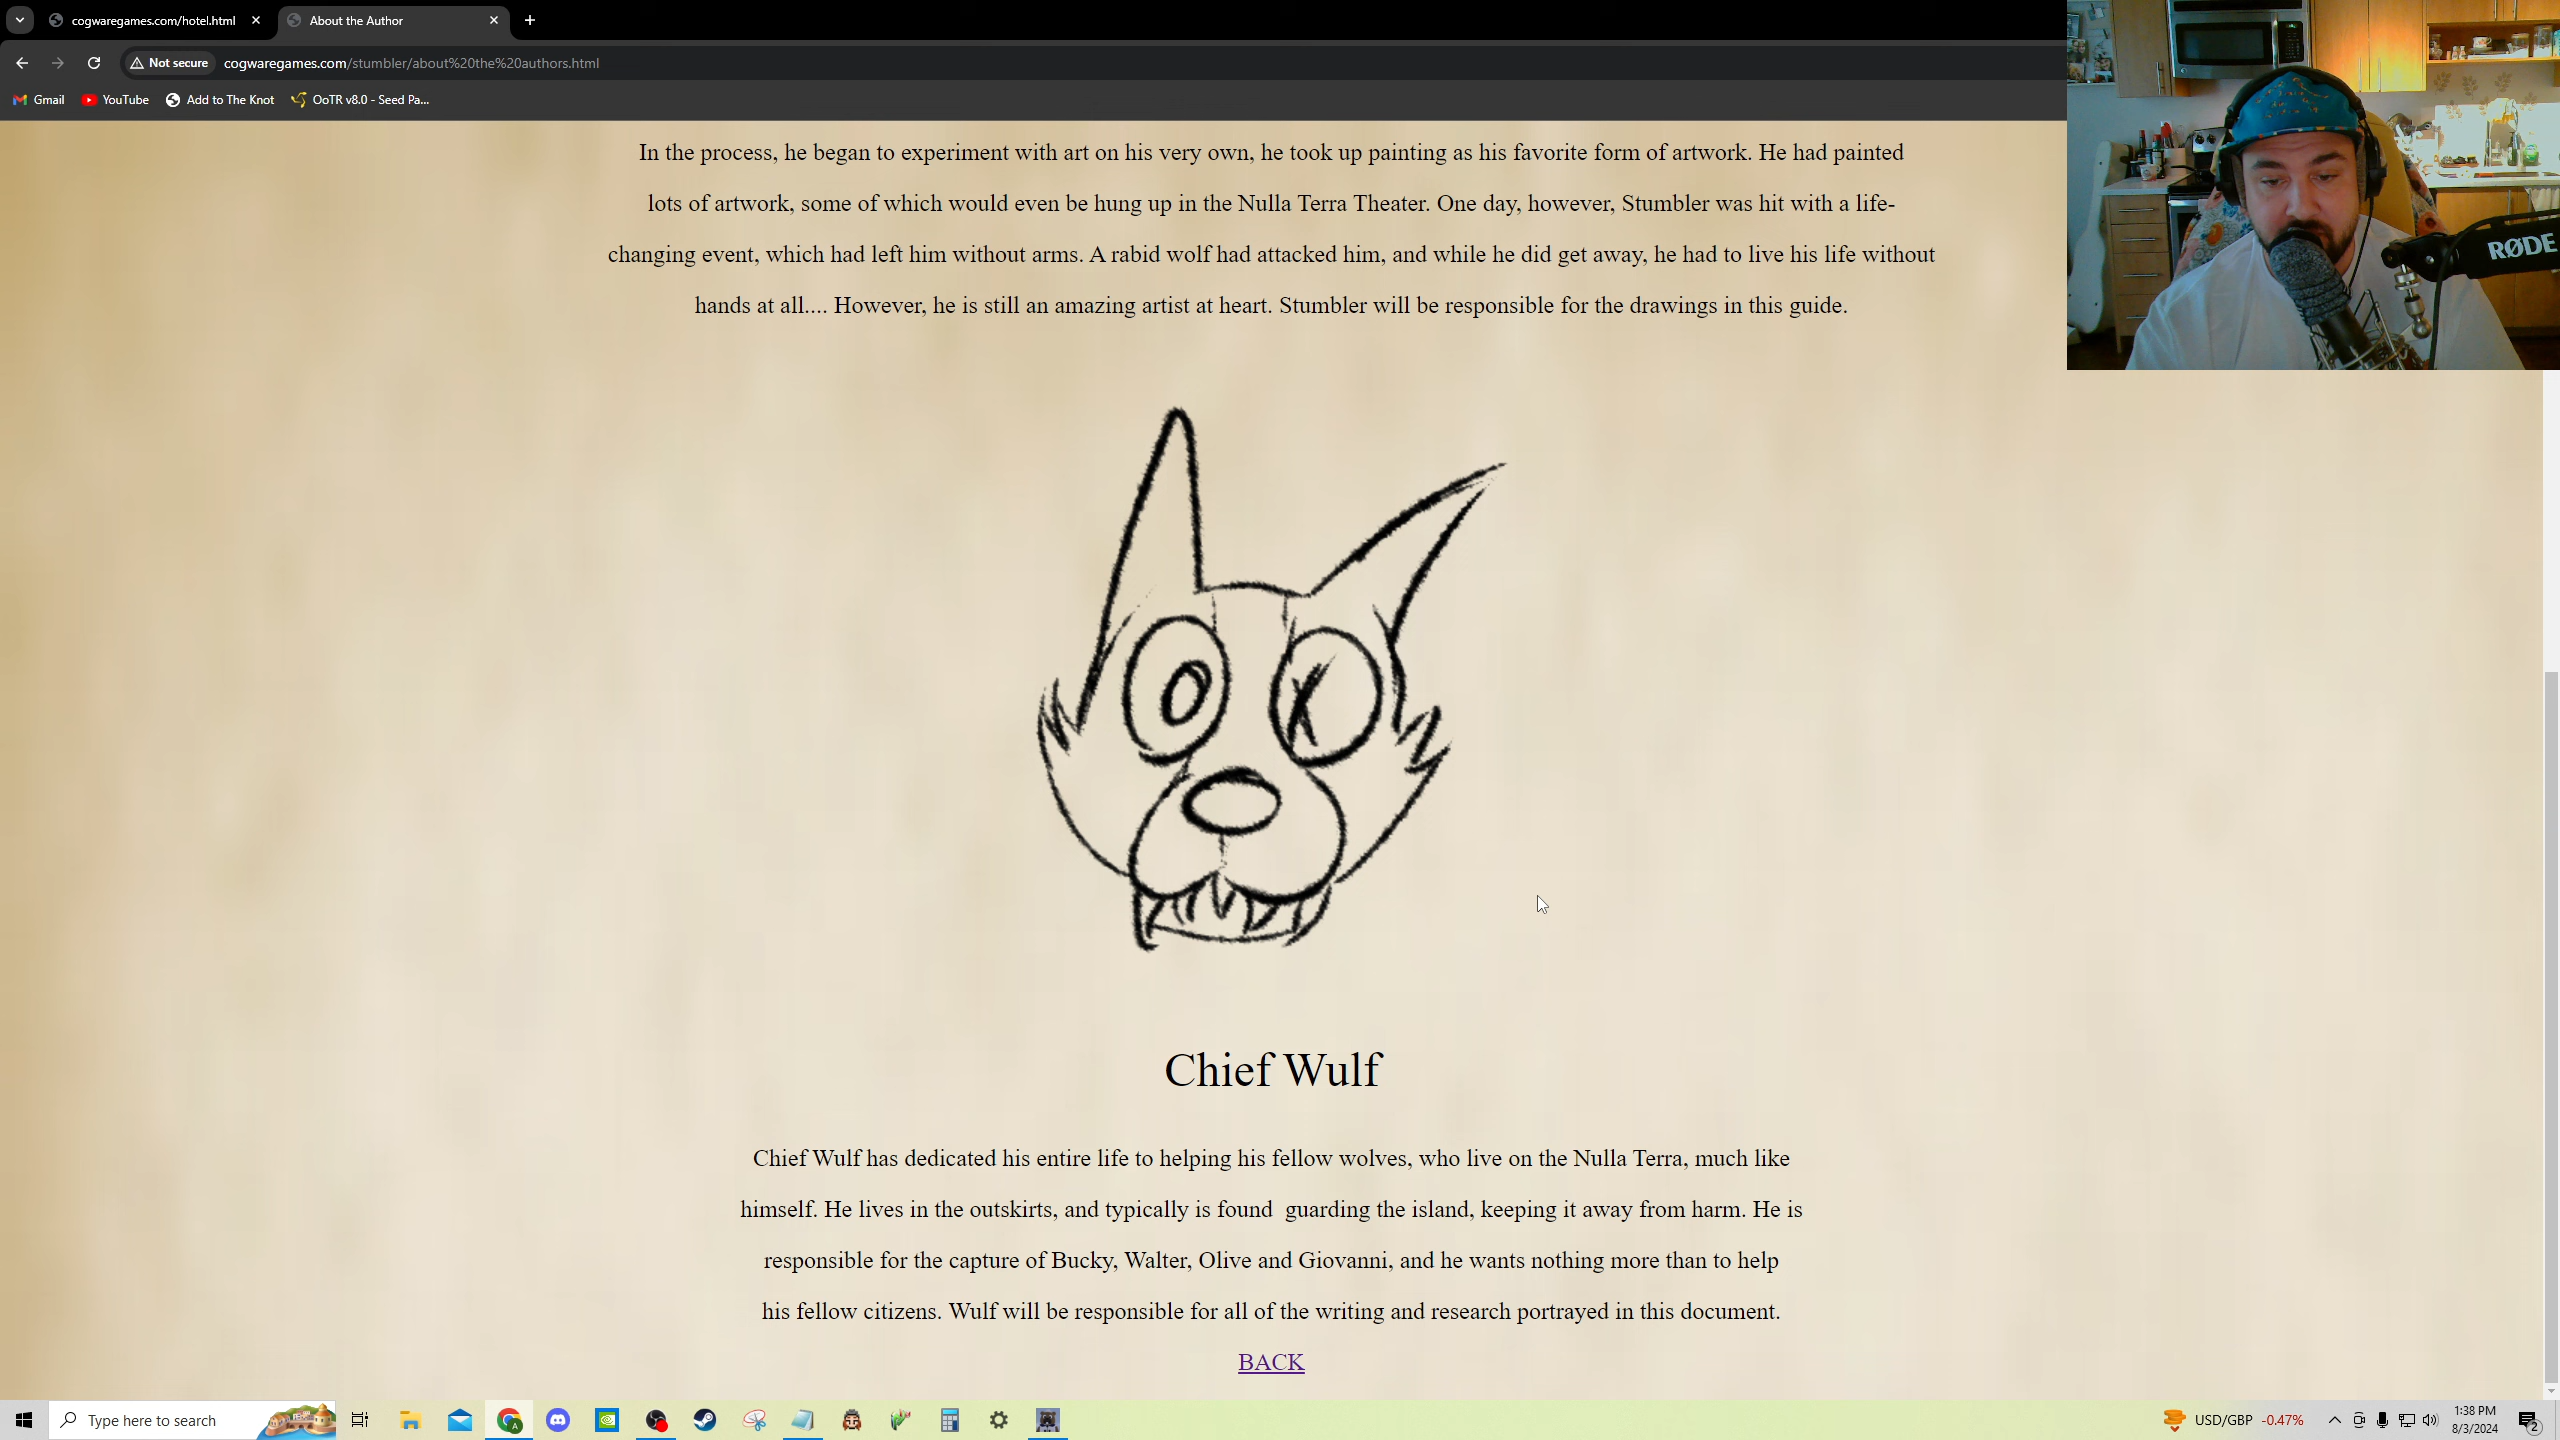 cogwaregames.com/hotel.html
About the Author
Not secure
cogwaregames.com/stumbler/about%20the%20authors.html
Gmail
YouTube
Add to The Knot
OoTR v8.0 - Seed Pa...
RØDE
In the process, he began to experiment with art on his very own, he took up painting as his favorite form of artwork. He had painted
lots of artwork, some of which would even be hung up in the Nulla Terra Theater. One day, however, Stumbler was hit with a life-
changing event, which had left him without arms. A rabid wolf had attacked him, and while he did get away, he had to live his life without
hands at all.... However, he is still an amazing artist at heart. Stumbler will be responsible for the drawings in this guide.
Chief Wulf
Chief Wulf has dedicated his entire life to helping his fellow wolves, who live on the Nulla Terra, much like
himself. He lives in the outskirts, and typically is found  guarding the island, keeping it away from harm. He is
responsible for the capture of Bucky, Walter, Olive and Giovanni, and he wants nothing more than to help
his fellow citizens. Wulf will be responsible for all of the writing and research portrayed in this document.
BACK
Type here to search
USD/GBP -0.47%
1:38 PM
8/3/2024
2